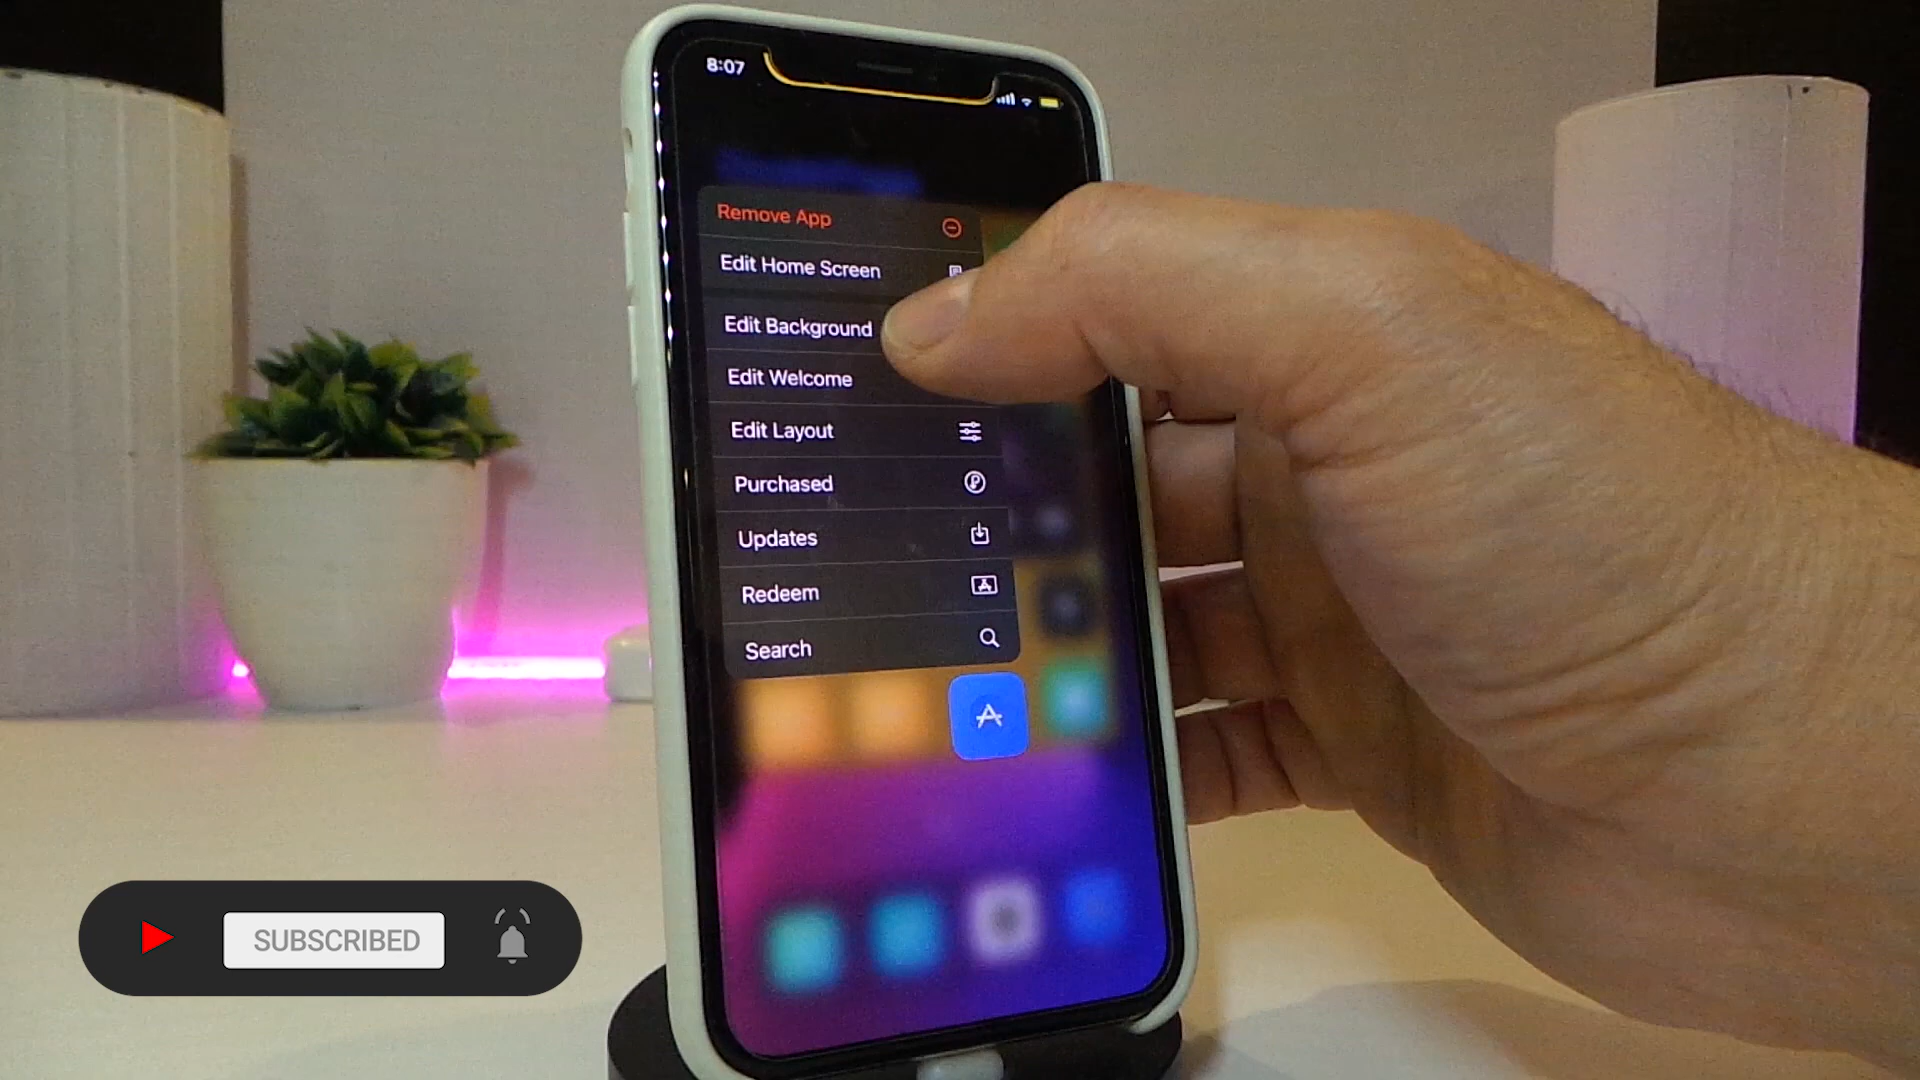 8:07
Remove App
Edit Home Screen
Edit Background
Edit Welcome
Edit Layout
Purchased
Updates
Redeem
Search
SUBSCRIBED